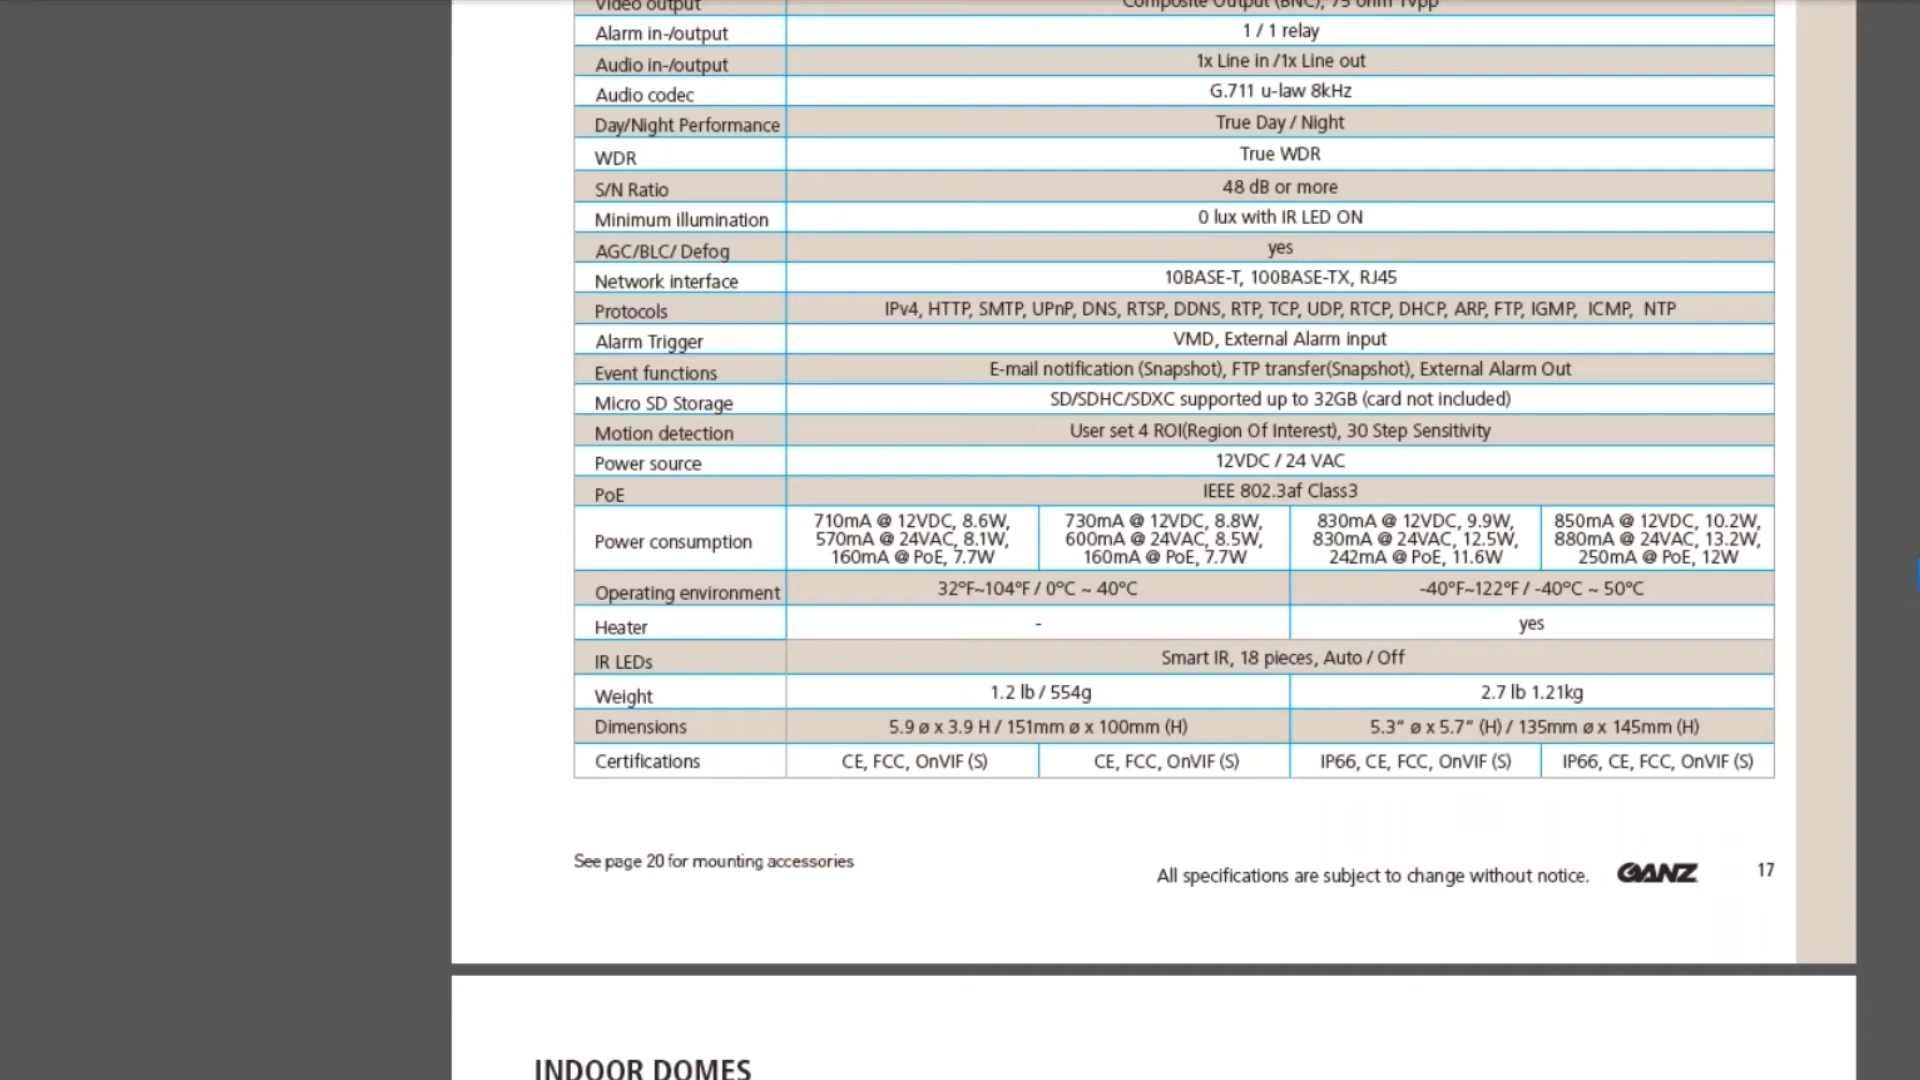 Video output Composite Output (BNC), 75 ohm 1Vpp
Alarm in-/output 1 / 1 relay
Audio in-/output 1x Line in /1x Line out
Audio codec G.711 u-law 8kHz
Day/Night Performance True Day / Night
WDR True WDR
S/N Ratio 48 dB or more
Minimum illumination 0 lux with IR LED ON
AGC/BLC/ Defog yes
Network interface 10BASE-T, 100BASE-TX, RJ45
Protocols IPv4, HTTP, SMTP, UPnP, DNS, RTSP, DDNS, RTP, TCP, UDP, RTCP, DHCP, ARP, FTP, IGMP, ICMP, NTP
Alarm Trigger VMD, External Alarm input
Event functions E-mail notification (Snapshot), FTP transfer(Snapshot), External Alarm Out
Micro SD Storage SD/SDHC/SDXC supported up to 32GB (card not included)
Motion detection User set 4 ROI(Region Of Interest), 30 Step Sensitivity
Power source 12VDC / 24 VAC
PoE IEEE 802.3af Class3
710mA @ 12VDC, 8.6W, 730mA @ 12VDC, 8.8W, 830mA @ 12VDC, 9.9W, 850mA @ 12VDC, 10.2W,
Power consumption 570mA @ 24VAC, 8.1W, 600mA @ 24VAC, 8.5W, 830mA @ 24VAC, 12.5W, 880mA @ 24VAC, 13.2W,
160mA @ PoE, 7.7W 160mA @ PoE, 7.7W 242mA @ PoE, 11.6W 250mA @ PoE, 12W
Operating environment 32°F~104°F / 0°C ~ 40°C -40°F~122°F / -40°C ~ 50°C
Heater - yes
IR LEDs Smart IR, 18 pieces, Auto / Off
Weight 1.2 lb / 554g 2.7 lb 1.21kg
Dimensions 5.9 ø x 3.9 H / 151mm ø x 100mm (H) 5.3“ ø x 5.7“ (H) / 135mm ø x 145mm (H)
Certifications CE, FCC, OnVIF (S) CE, FCC, OnVIF (S) IP66, CE, FCC, OnVIF (S) IP66, CE, FCC, OnVIF (S)
See page 20 for mounting accessories
All specifications are subject to change without notice. GANZ 17
INDOOR DOMES